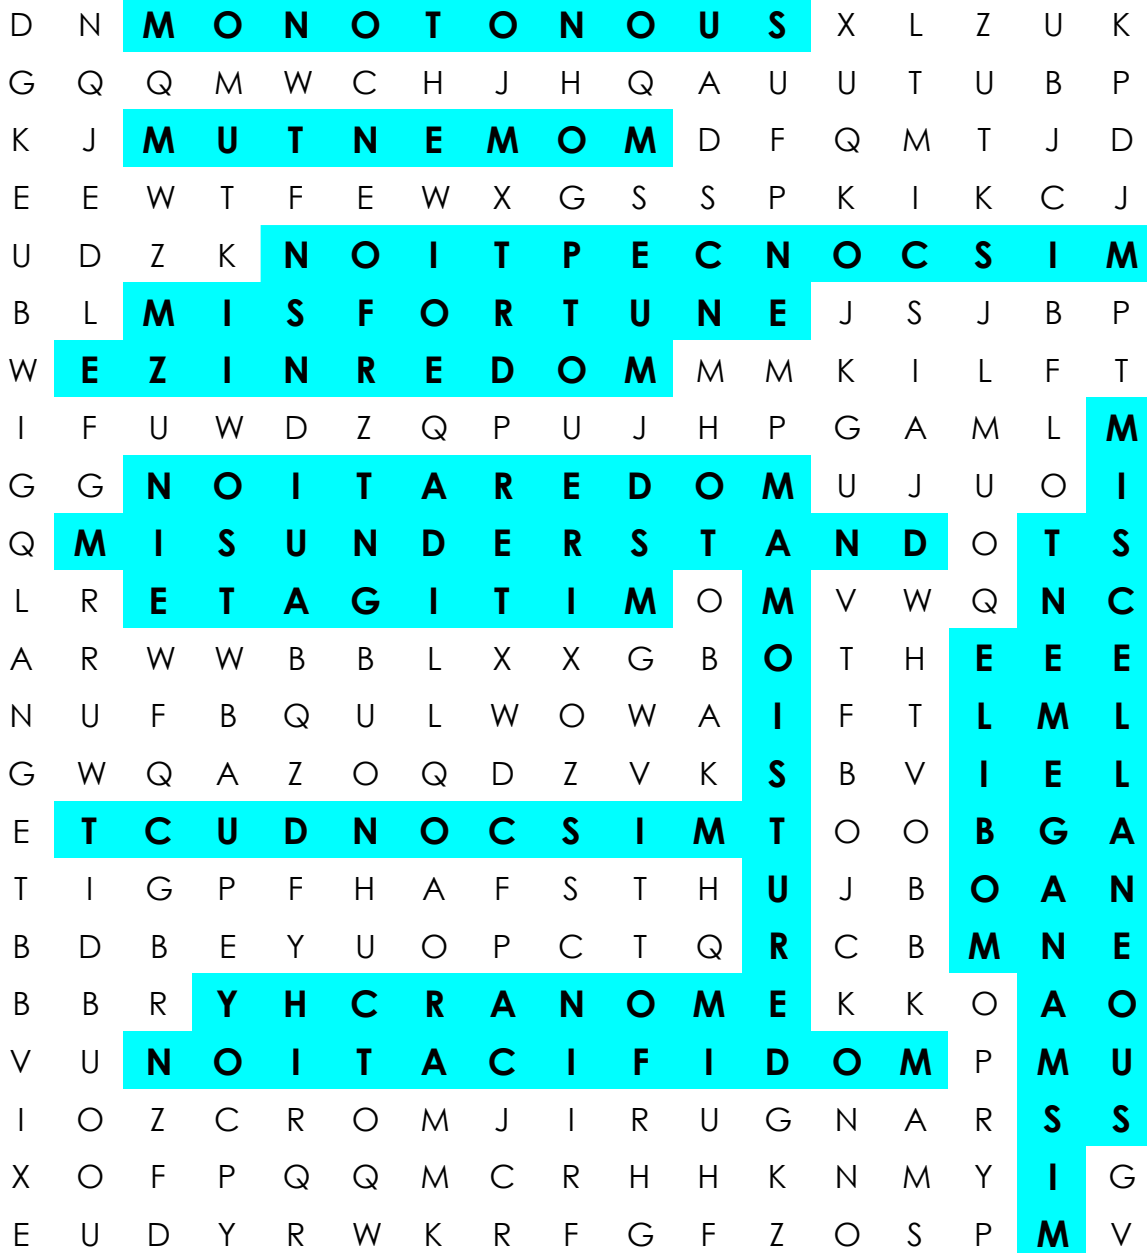 D N M O N O T O N O U S X L Z U K
G Q Q M W C H J H Q A U U T U B P
K J M U T N E M O M D F Q M T J D
E E W T F E W X G S S P K I K C J
U D Z K N O I T P E C N O C S I M
B L M I S F O R T U N E J S J B P
W E Z I N R E D O M M M K I L F T
I F U W D Z Q P U J H P G A M L M
G G N O I T A R E D O M U J U O I
Q M I S U N D E R S T A N D O T S
L R E T A G I T I M O M V W Q N C
A R W W B B L X X G B O T H E E E
N U F B Q U L W O W A I F T L M L
G W Q A Z O Q D Z V K S B V I E L
E T C U D N O C S I M T O O B G A
T I G P F H A F S T H U J B O A N
B D B E Y U O P C T Q R C B M N E
B B R Y H C R A N O M E K K O A O
V U N O I T A C I F I D O M P M U
I O Z C R O M J I R U G N A R S S
X O F P Q Q M C R H H K N M Y I G
E U D Y R W K R F G F Z O S P M V